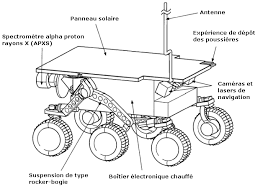 Antenne
Panneau solaire
Expérience de dépôt
des poussières
Spectromètre alpha proton
rayons X (APXS)
Caméras et
lasers de
navigation
Suspension de type
rocker-bogie
Boîtier électronique chauffé